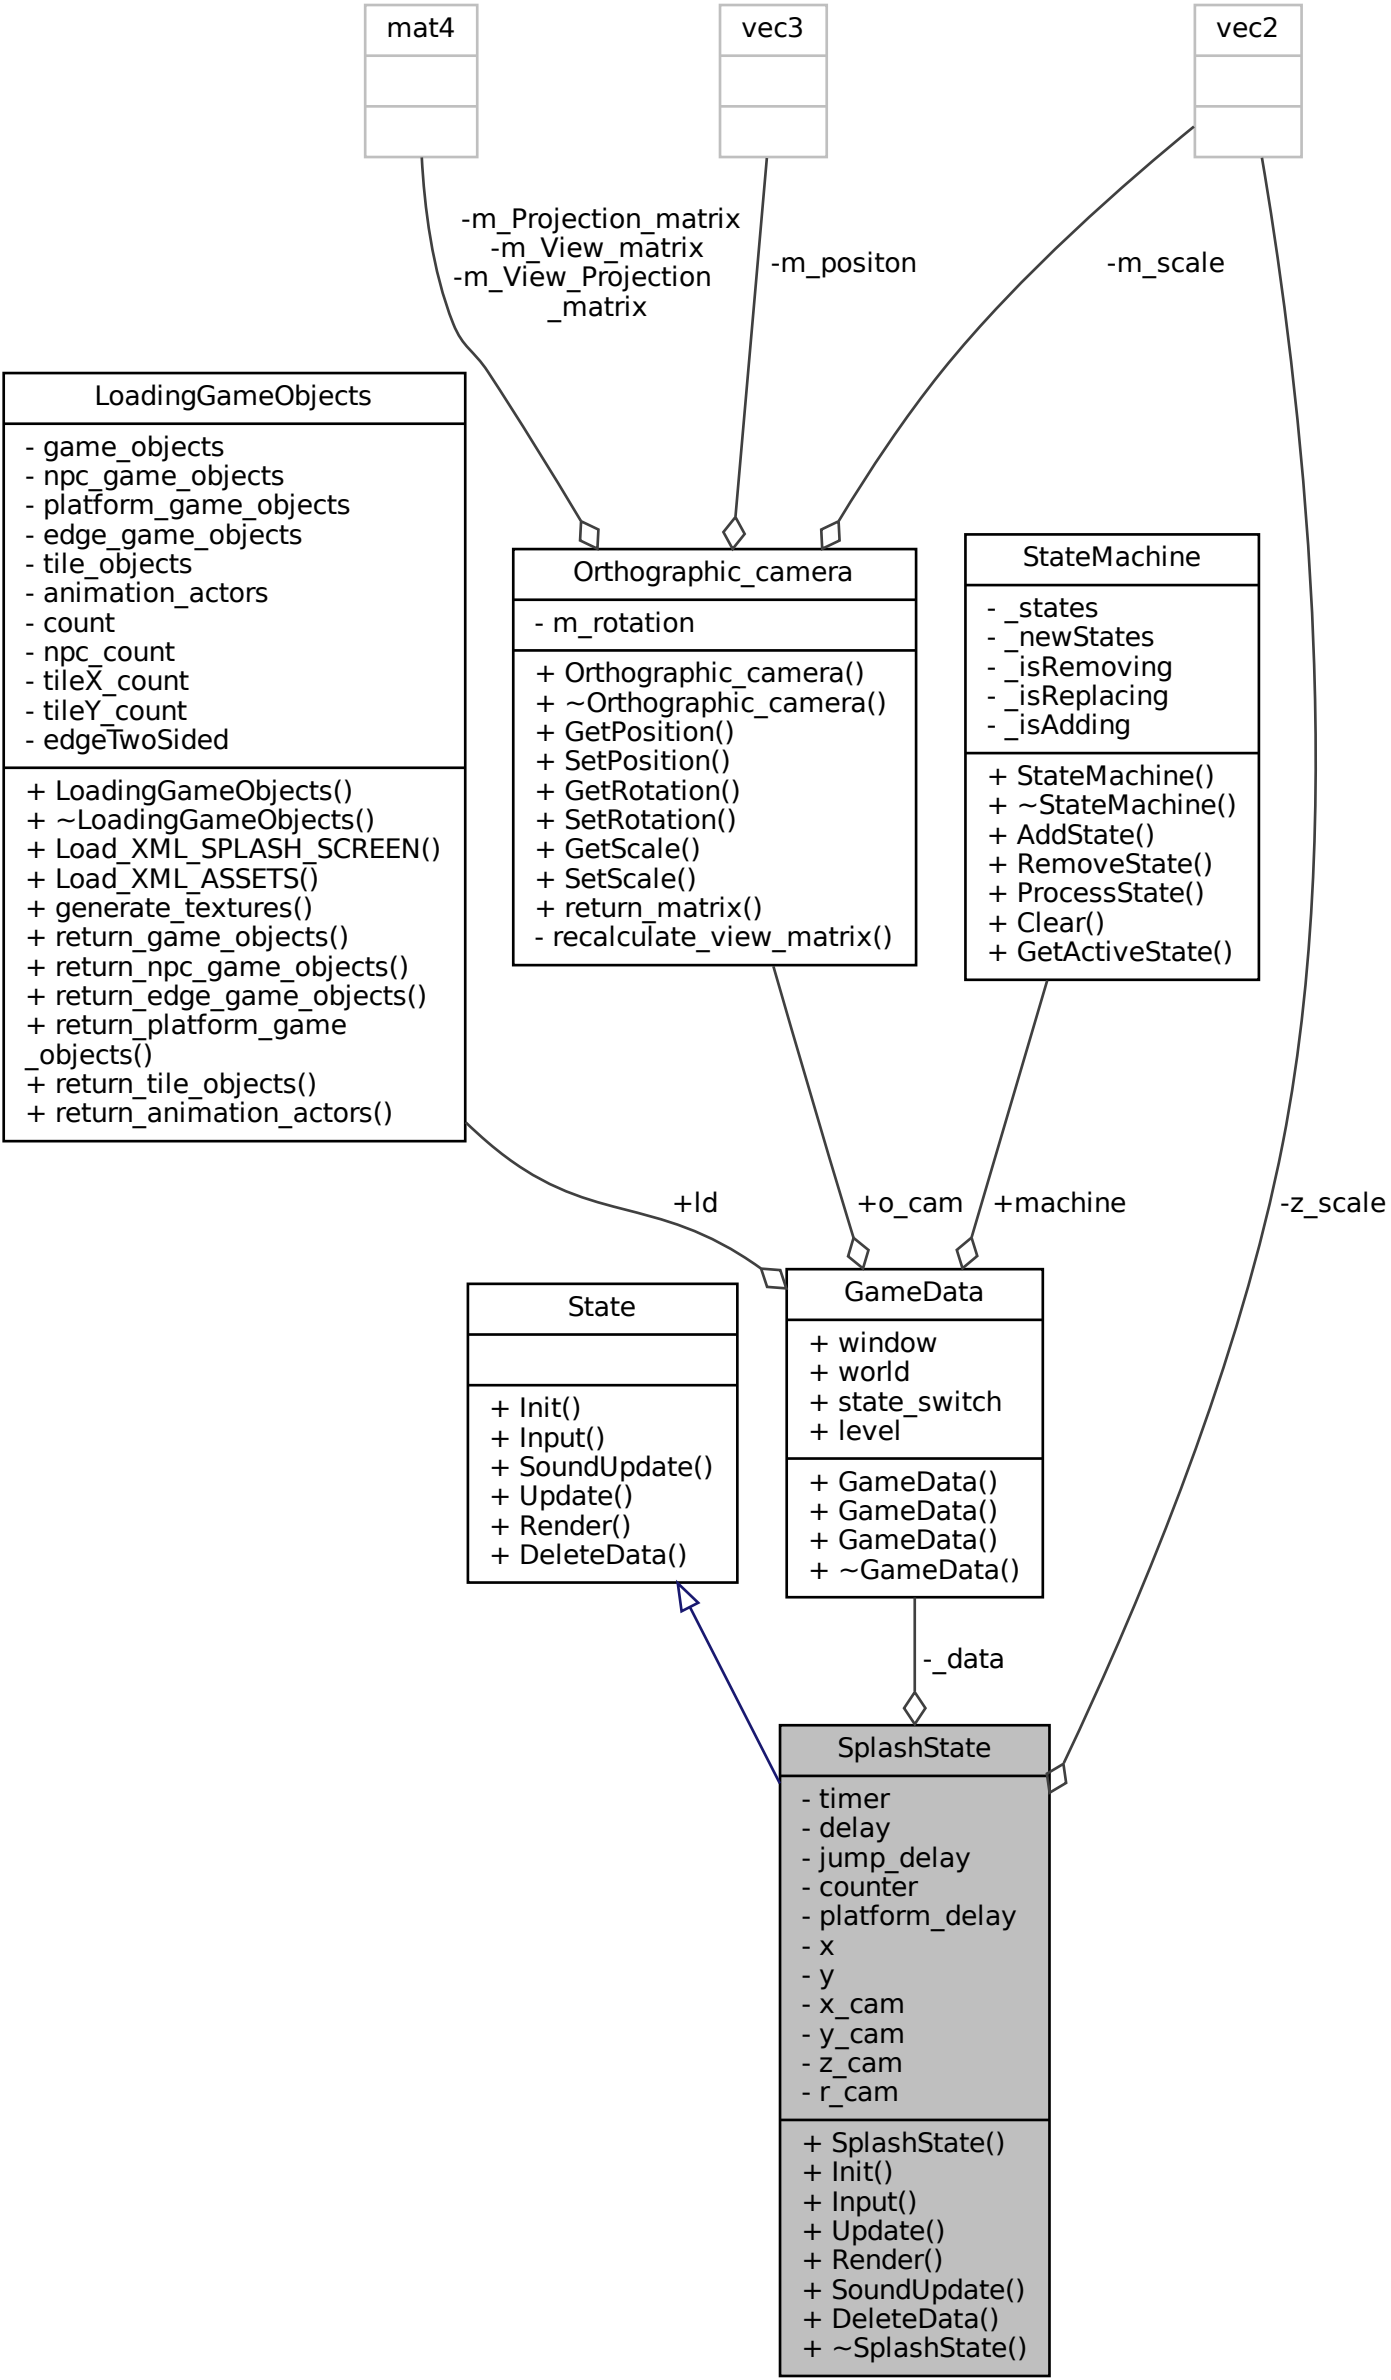 mat4
vec3
vec2
-m_Projection_matrix
-m_View_matrix
-m_View_Projection
_matrix
-m_positon
-m_scale
LoadingGameObjects
- game_objects
- npc_game_objects
- platform_game_objects
- edge_game_objects
- tile_objects
- animation_actors
- count
- npc_count
- tileX_count
- tileY_count
- edgeTwoSided
+ LoadingGameObjects()
+ ~LoadingGameObjects()
+ Load_XML_SPLASH_SCREEN()
+ Load_XML_ASSETS()
+ generate_textures()
+ return_game_objects()
+ return_npc_game_objects()
+ return_edge_game_objects()
+ return_platform_game
_objects()
+ return_tile_objects()
+ return_animation_actors()
Orthographic_camera
- m_rotation
+ Orthographic_camera()
+ ~Orthographic_camera()
+ GetPosition()
+ SetPosition()
+ GetRotation()
+ SetRotation()
+ GetScale()
+ SetScale()
+ return_matrix()
- recalculate_view_matrix()
StateMachine
- _states
- _newStates
- _isRemoving
- _isReplacing
- _isAdding
+ StateMachine()
+ ~StateMachine()
+ AddState()
+ RemoveState()
+ ProcessState()
+ Clear()
+ GetActiveState()
+ld
+o_cam
+machine
-z_scale
State
+ Init()
+ Input()
+ SoundUpdate()
+ Update()
+ Render()
+ DeleteData()
GameData
+ window
+ world
+ state_switch
+ level
+ GameData()
+ GameData()
+ GameData()
+ ~GameData()
-_data
SplashState
- timer
- delay
- jump_delay
- counter
- platform_delay
- x
- y
- x_cam
- y_cam
- z_cam
- r_cam
+ SplashState()
+ Init()
+ Input()
+ Update()
+ Render()
+ SoundUpdate()
+ DeleteData()
+ ~SplashState()